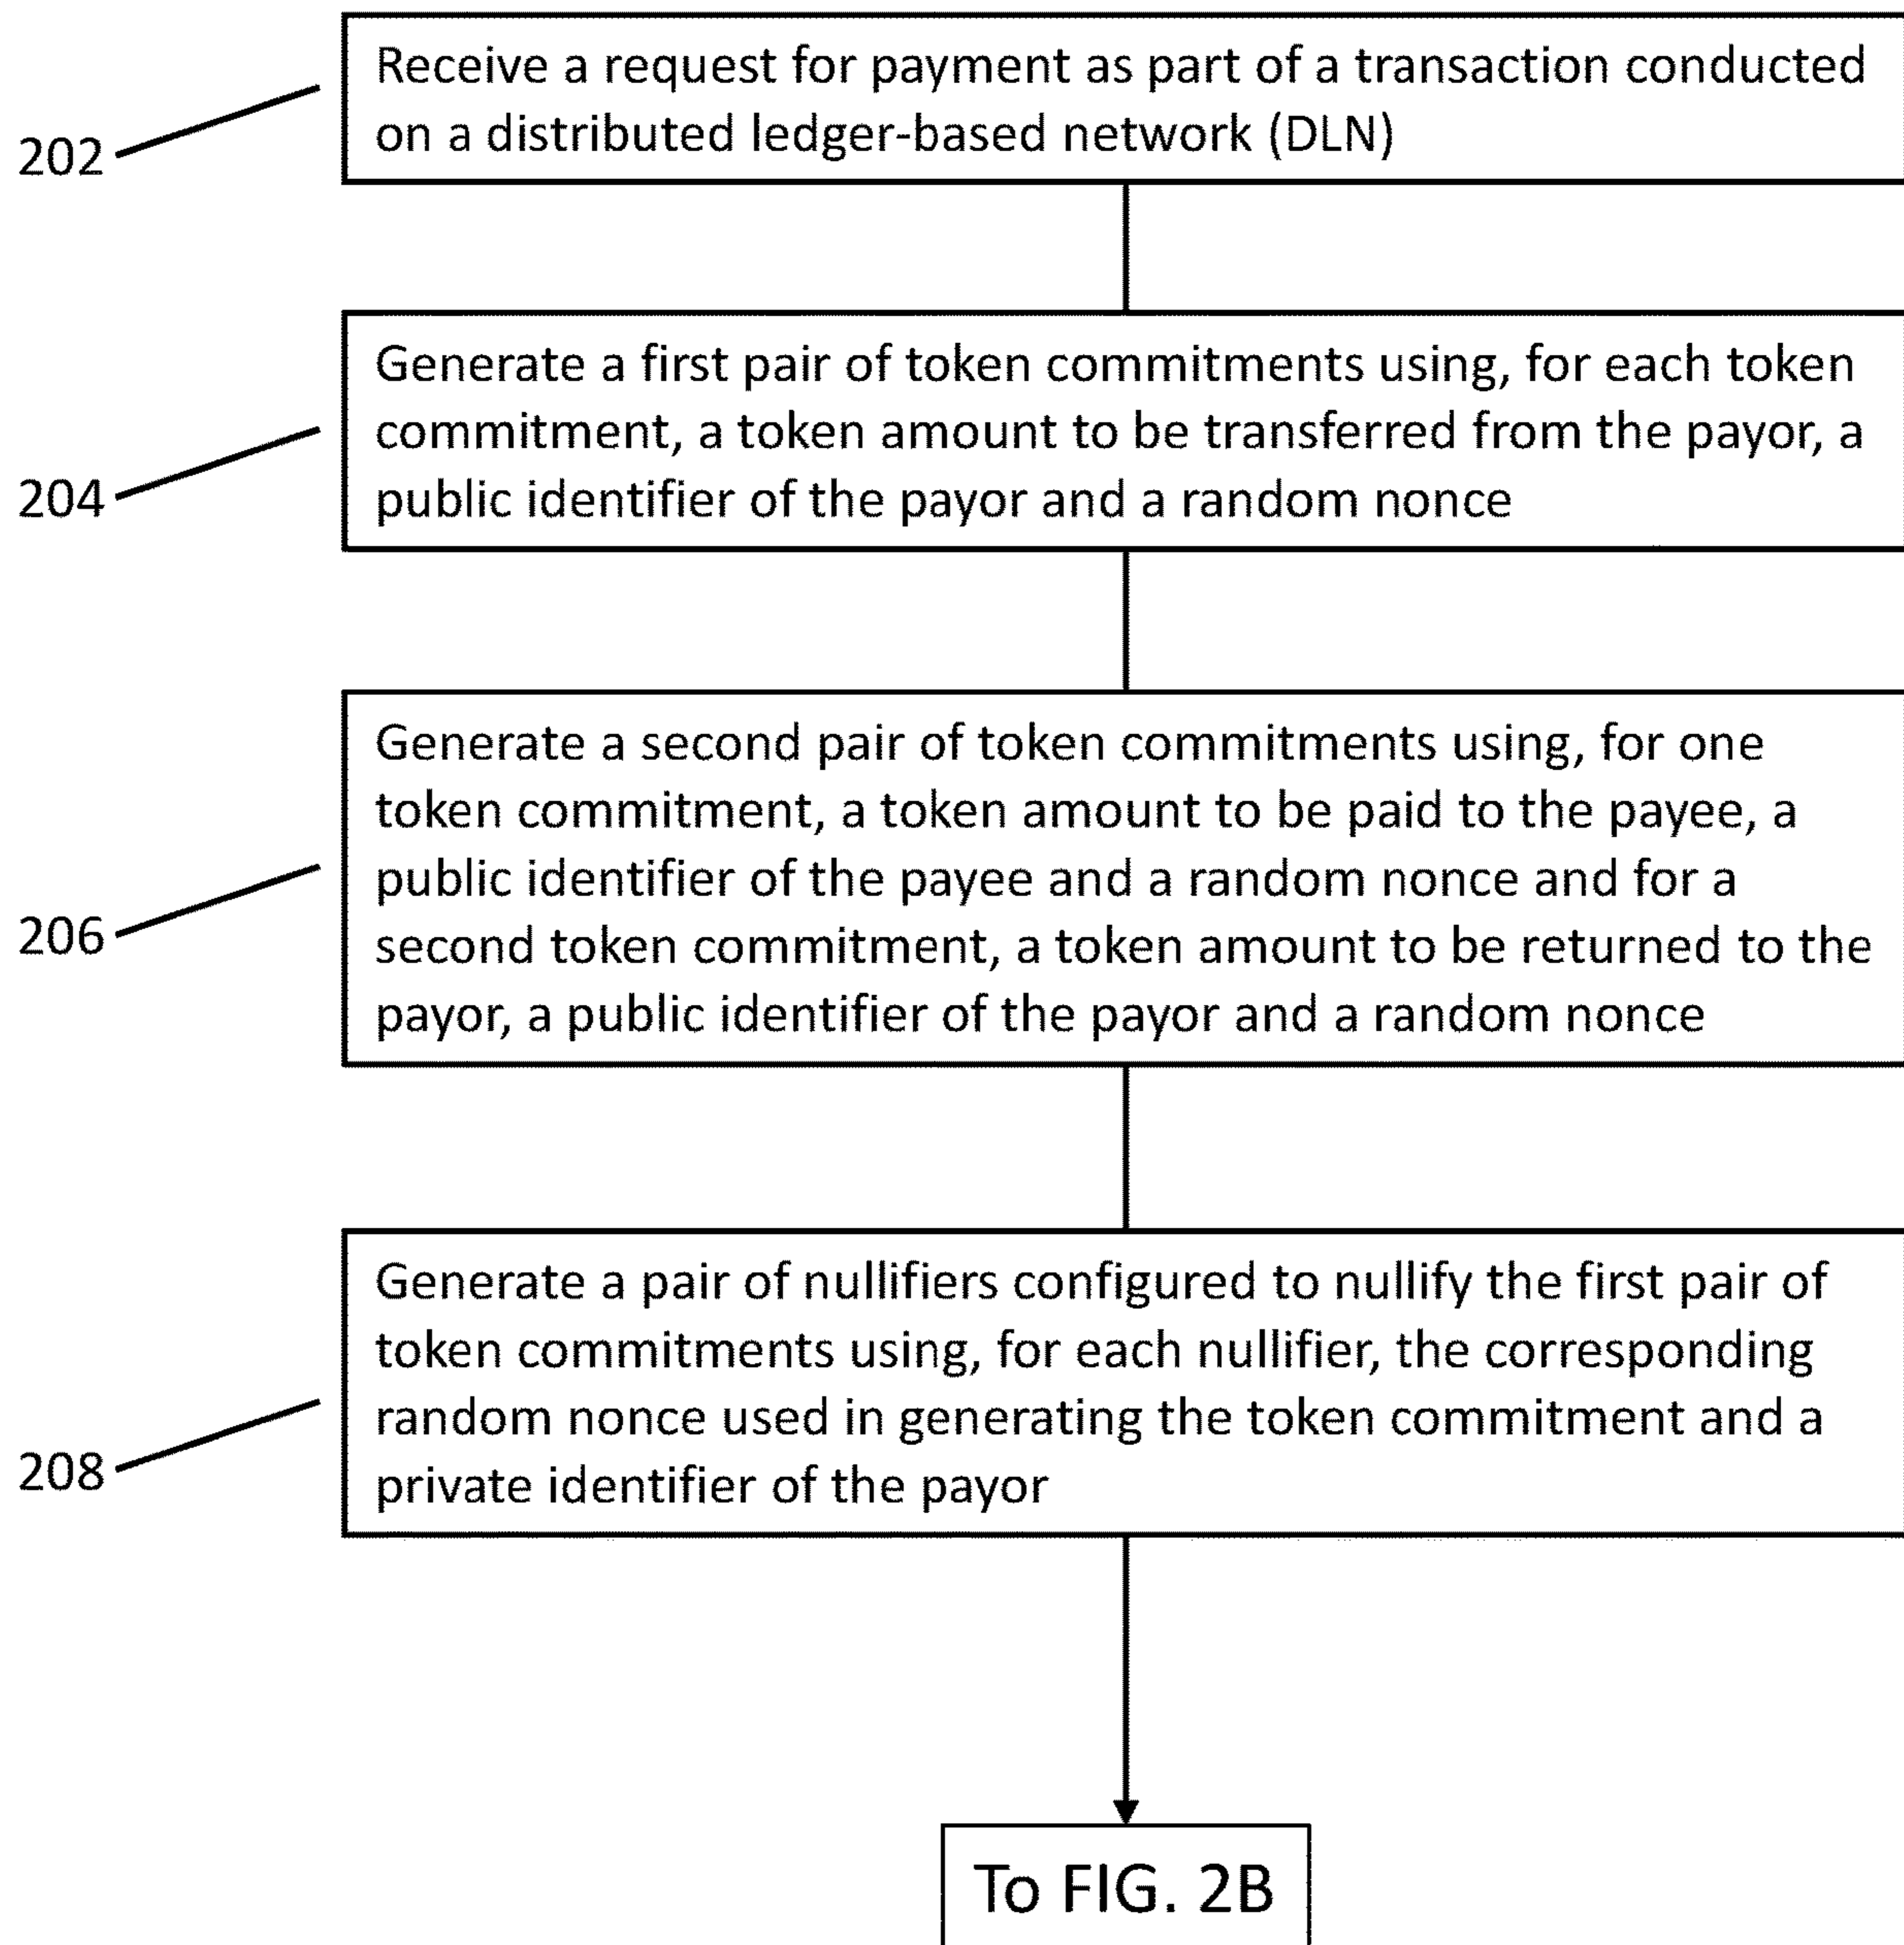 202
Receive a request for payment as part of a transaction conducted
on a distributed ledger-based network (DLN)
204
Generate a first pair of token commitments using, for each token
commitment, a token amount to be transferred from the payor, a
public identifier of the payor and a random nonce
206
Generate a second pair of token commitments using, for one
token commitment, a token amount to be paid to the payee, a
public identifier of the payee and a random nonce and for a
second token commitment, a token amount to be returned to the
payor, a public identifier of the payor and a random nonce
208
Generate a pair of nullifiers configured to nullify the first pair of
token commitments using, for each nullifier, the corresponding
random nonce used in generating the token commitment and a
private identifier of the payor
To FIG. 2B